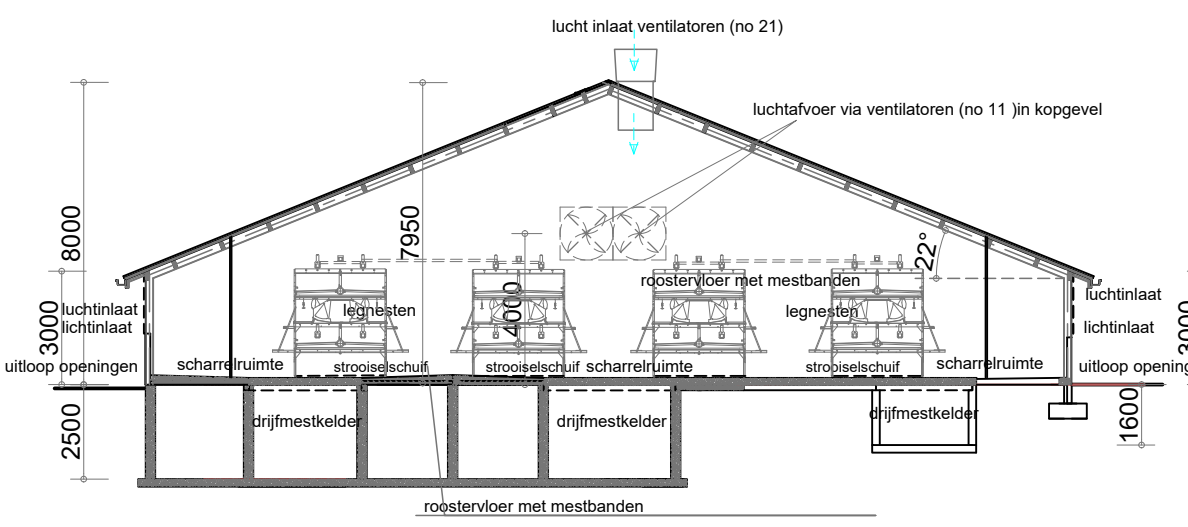 lucht inlaat ventilatoren (no 21)
luchtafvoer via ventilatoren (no 11 )in kopgevel
8000
7950
22°
roostervloer met mestbanden
4000
legnesten
legnesten
3000
luchtinlaat
lichtinlaat
luchtinlaat
lichtinlaat
3000
uitloop openingen
scharrelruimte
strooiselschuif
strooiselschuif
scharrelruimte
strooiselschuif
scharrelruimte
uitloop opening
2500
drijfmestkelder
drijfmestkelder
drijfmestkelder
1600
roostervloer met mestbanden